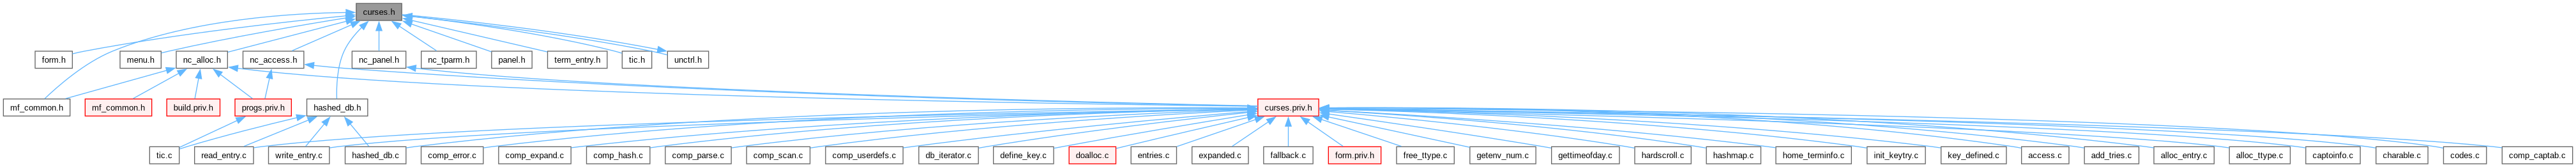 curses.h
form.h
menu.h
nc_alloc.h
nc_access.h
nc_panel.h
nc_tparm.h
panel.h
term_entry.h
tic.h
unctrl.h
mf_common.h
mf_common.h
build.priv.h
progs.priv.h
hashed_db.h
curses.priv.h
tic.c
read_entry.c
write_entry.c
hashed_db.c
comp_error.c
comp_expand.c
comp_hash.c
comp_parse.c
comp_scan.c
comp_userdefs.c
db_iterator.c
define_key.c
doalloc.c
entries.c
expanded.c
fallback.c
form.priv.h
free_ttype.c
getenv_num.c
gettimeofday.c
hardscroll.c
hashmap.c
home_terminfo.c
init_keytry.c
key_defined.c
access.c
add_tries.c
alloc_entry.c
alloc_ttype.c
captoinfo.c
charable.c
codes.c
comp_captab.c